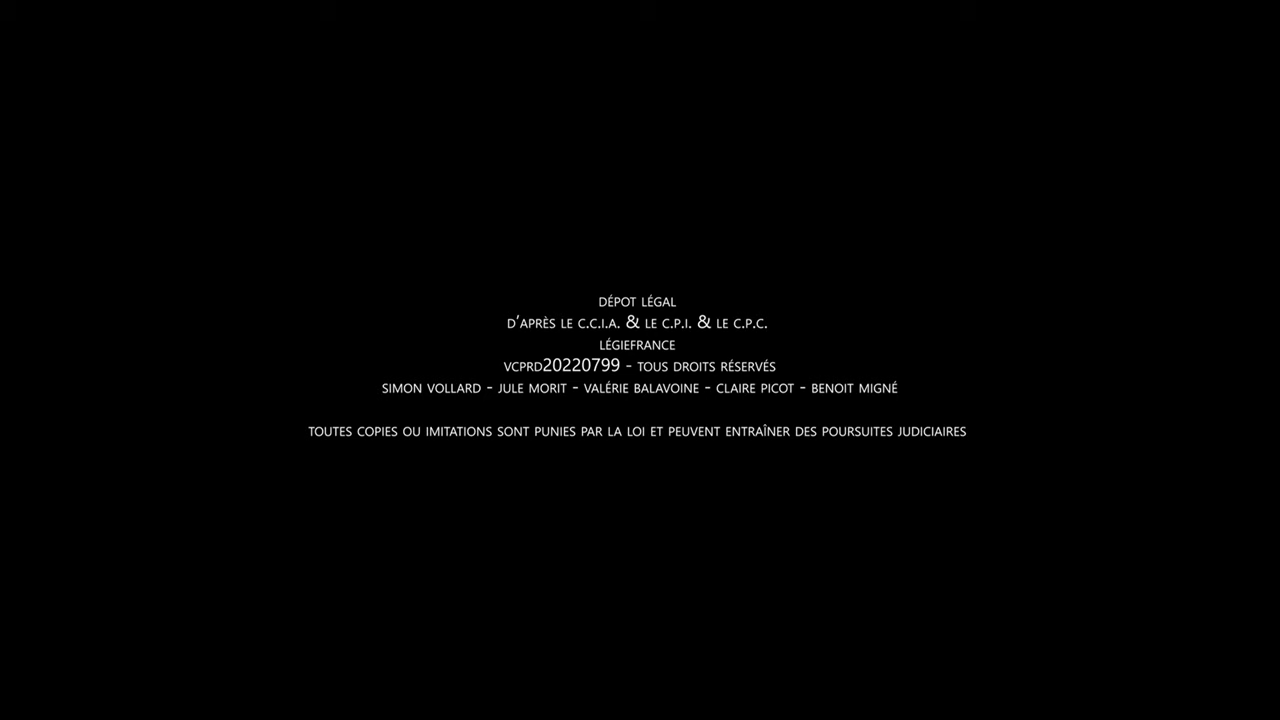 DÉPOT LÉGAL
D'APRÈS LE C.C.I.A. & LE C.P.I. & LE C.P.C.
LÉGIEFRANCE
VCPRD20220799 - TOUS DROITS RÉSERVÉS
SIMON VOLLARD - JULE MORIT - VALÉRIE BALAVOINE - CLAIRE PICOT - BENOIT MIGNÉ
TOUTES COPIES OU IMITATIONS SONT PUNIES PAR LA LOI ET PEUVENT ENTRAÎNER DES POURSUITES JUDICIAIRES